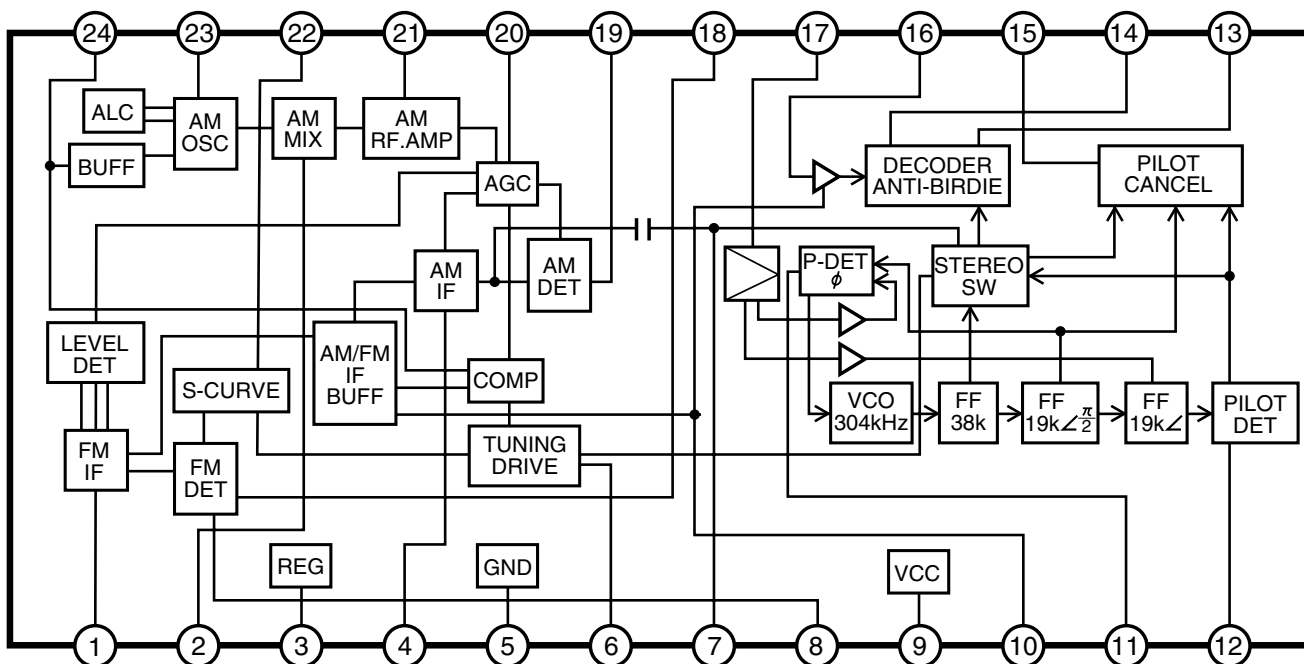 24 23 22 21 20 19 18 17 16 15 14 13
ALC
AM
OSC
AM
MIX
AM
RF.AMP
BUFF
AGC
DECODER
ANTI-BIRDIE
PILOT
CANCEL
AM
IF
AM
DET
P-DET
φ
STEREO
SW
LEVEL
DET
AM/FM
IF
BUFF
COMP
S-CURVE
VCO
304kHz
FF
38k
FF
19k∠π/2
FF
19k∠
PILOT
DET
FM
IF
FM
DET
TUNING
DRIVE
REG
GND
VCC
1 2 3 4 5 6 7 8 9 10 11 12